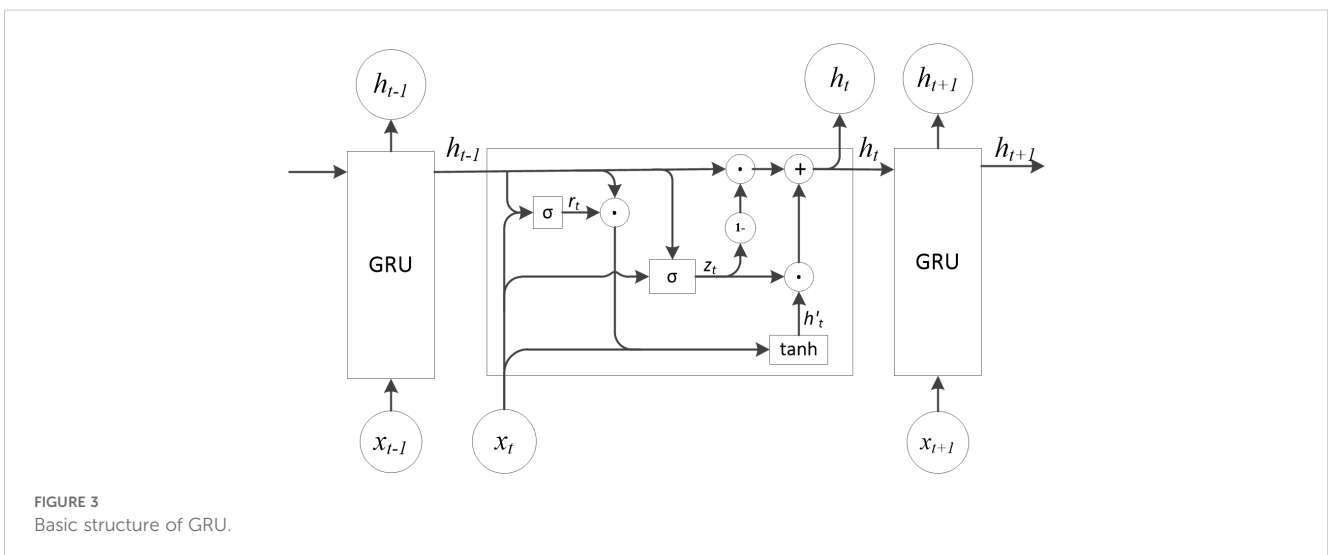 h_{t-1}
h_t
h_{t+1}
h_{t-1}
h_t
h_{t+1}
·
+
σ
r_t
·
1-
GRU
GRU
σ
z_t
·
h'_t
tanh
x_{t-1}
x_t
x_{t+1}
FIGURE 3
Basic structure of GRU.